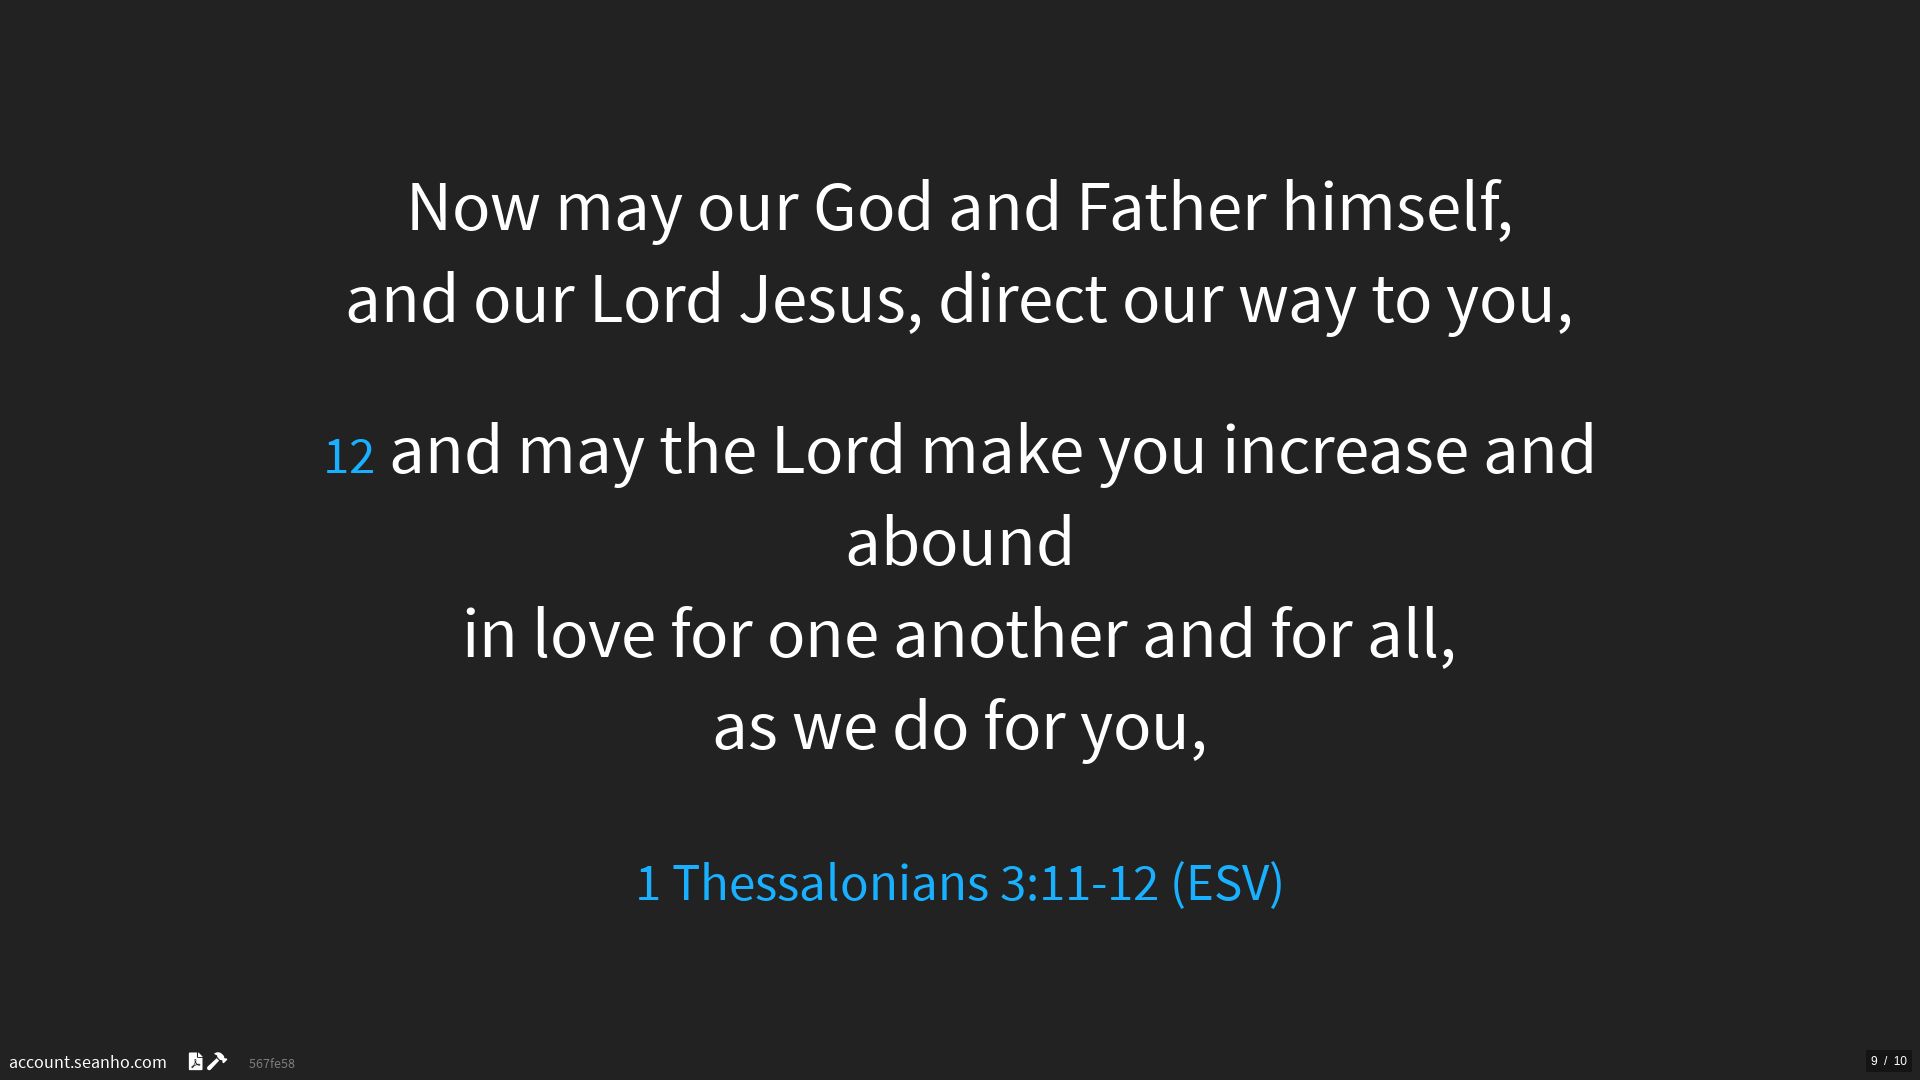 Now may our God and Father himself,
and our Lord Jesus, direct our way to you,
12 and may the Lord make you increase and
abound
in love for one another and for all,
as we do for you,
1 Thessalonians 3:11-12 (ESV)
account.seanho.com 567fe58
9 / 10